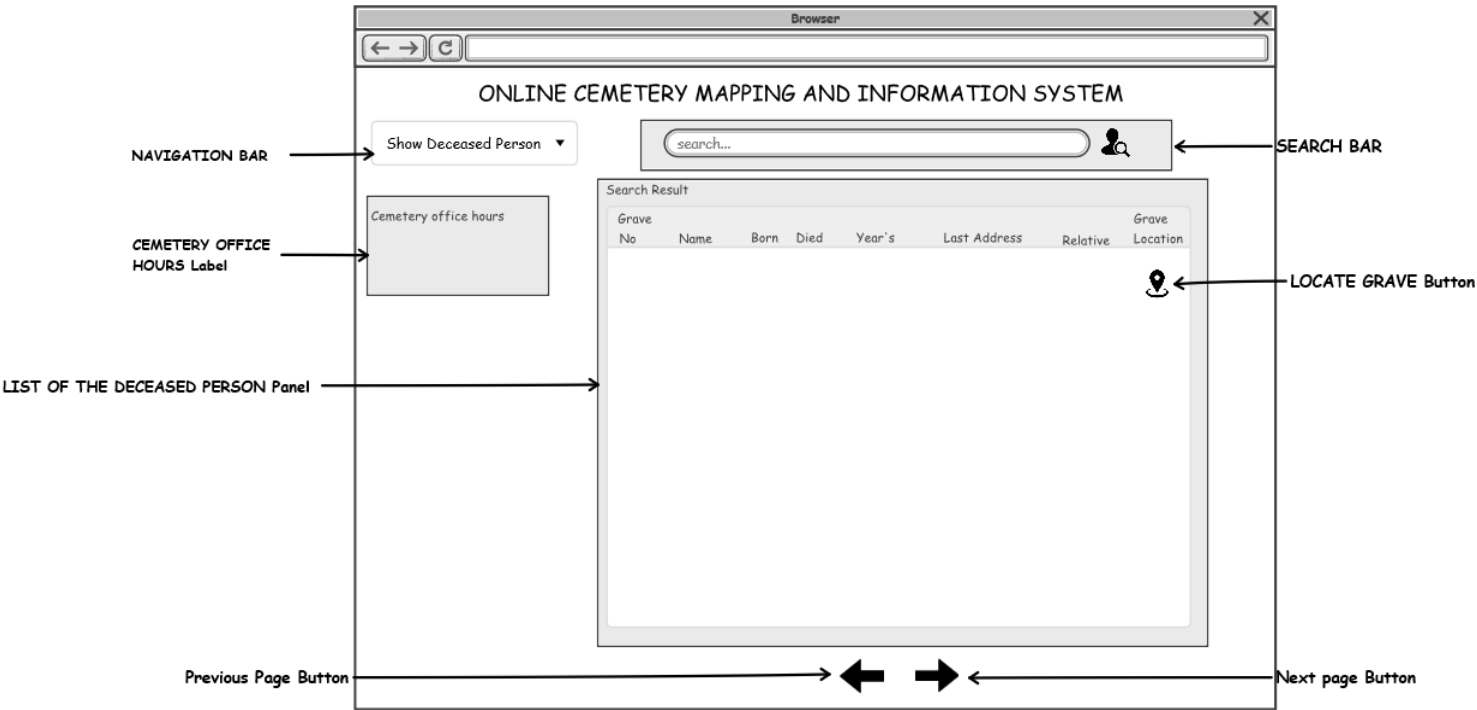 Browser
ONLINE CEMETERY MAPPING AND INFORMATION SYSTEM
Show Deceased Person
search...
NAVIGATION BAR
SEARCH BAR
Search Result
Cemetery office hours
Grave
No
Name
Born
Died
Year's
Last Address
Relative
Grave
Location
CEMETERY OFFICE
HOURS Label
LOCATE GRAVE Button
LIST OF THE DECEASED PERSON Panel
Previous Page Button
Next page Button